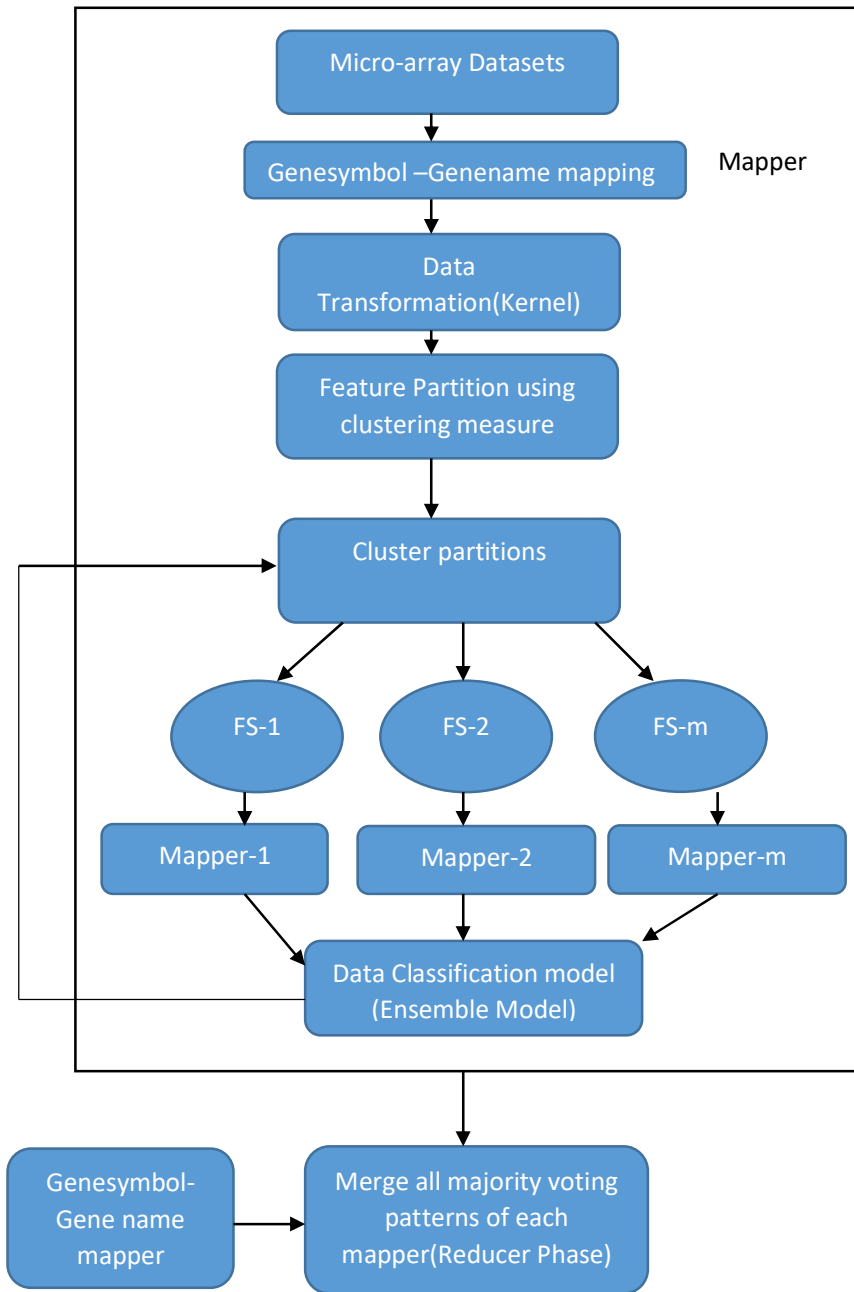 Micro-array Datasets
Genesymbol –Genename mapping
Mapper
Data
Transformation(Kernel)
Feature Partition using
clustering measure
Cluster partitions
FS-1
FS-2
FS-m
Mapper-1
Mapper-2
Mapper-m
Data Classification model
(Ensemble Model)
Genesymbol-
Gene name
mapper
Merge all majority voting
patterns of each
mapper(Reducer Phase)